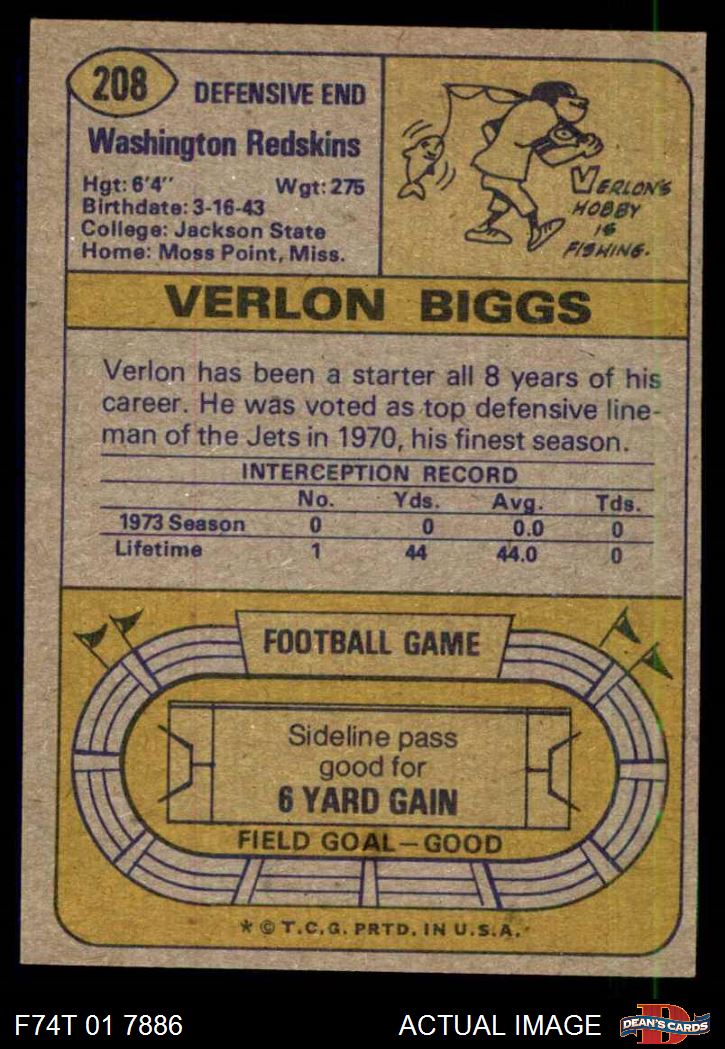 208
DEFENSIVE END
Washington Redskins
Hgt: 6'4" Wgt: 275
Birthdate: 3-16-43
College: Jackson State
Home: Moss Point, Miss.
VERLON'S
HOBBY
IS
FISHING.
VERLON BIGGS
Verlon has been a starter all 8 years of his
career. He was voted as top defensive line-
man of the Jets in 1970, his finest season.
INTERCEPTION RECORD
No. Yds. Avg. Tds.
1973 Season 0 0 0.0 0
Lifetime 1 44 44.0 0
FOOTBALL GAME
Sideline pass
good for
6 YARD GAIN
FIELD GOAL—GOOD
* © T.C.G. PRTD. IN U.S.A.
F74T 01 7886 ACTUAL IMAGE
D
DEAN'S CARDS